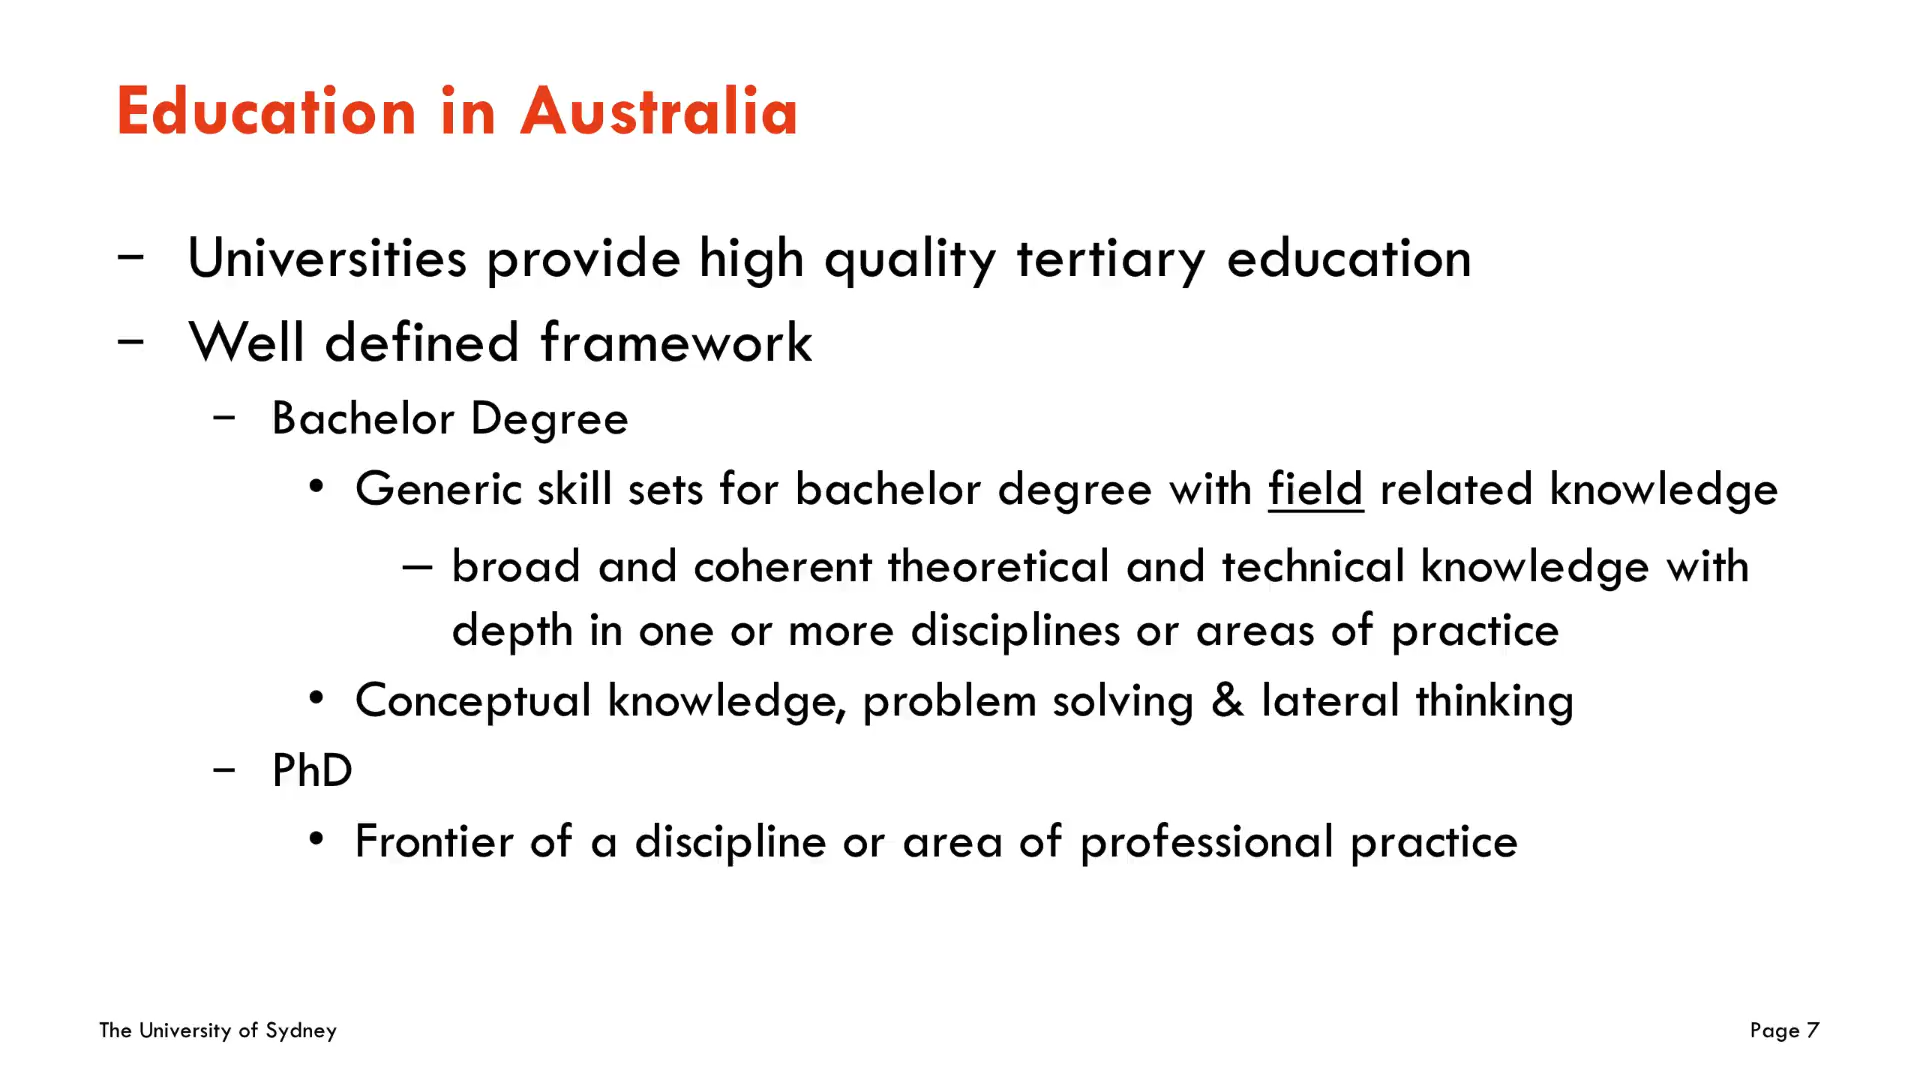 Education in Australia
– Universities provide high quality tertiary education
– Well defined framework
– Bachelor Degree
• Generic skill sets for bachelor degree with field related knowledge
– broad and coherent theoretical and technical knowledge with
depth in one or more disciplines or areas of practice
• Conceptual knowledge, problem solving & lateral thinking
– PhD
• Frontier of a discipline or area of professional practice
The University of Sydney
Page 7